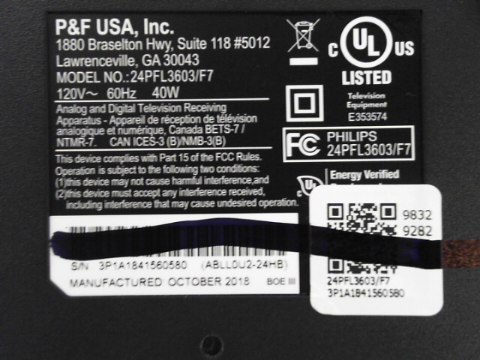 P&F USA, Inc.
1880 Braselton Hwy, Suite 118 #5012
Lawrenceville, GA 30043
MODEL NO.: 24PFL3603/F7
120V~ 60Hz 40W
Analog and Digital Television Receiving
Apparatus - Appareil de réception de télévision
analogique et numérique, Canada BETS-7 /
NTMR-7. CAN ICES-3 (B)/NMB-3(B)
This device complies with Part 15 of the FCC Rules.
Operation is subject to the following two conditions:
(1)this device may not cause harmful interference,and
(2)this device must accept any interference received,
including interference that may cause undesired operation.
C UL US
LISTED
Television
Equipment
E353574
FC PHILIPS
24PFL3603/F7
UL Energy Verified
S/N 3P1A1841560580 (ABLL0U2-24HB)
MANUFACTURED OCTOBER 2018 BOE III
9832
9282
24PFL3603/F7
3P1A1841560580